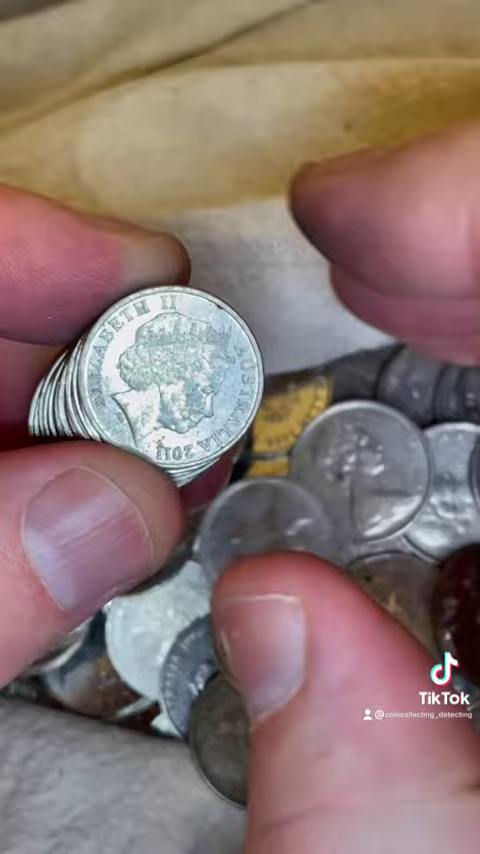 ELIZABETH II
AUSTRALIA
2011
TikTok
@coincollecting_detecting